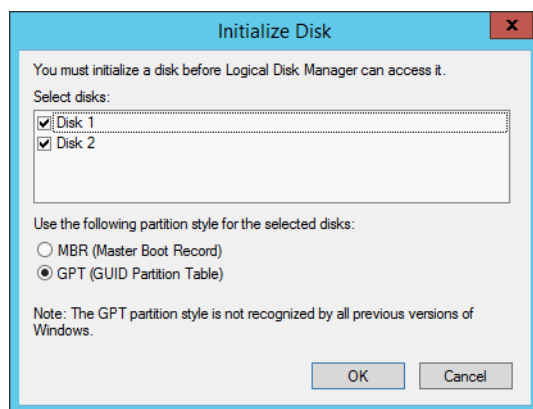 Initialize Disk
x
You must initialize a disk before Logical Disk Manager can access it.
Select disks:
Disk 1
Disk 2
Use the following partition style for the selected disks:
MBR (Master Boot Record)
GPT (GUID Partition Table)
Note: The GPT partition style is not recognized by all previous versions of
Windows.
OK Cancel